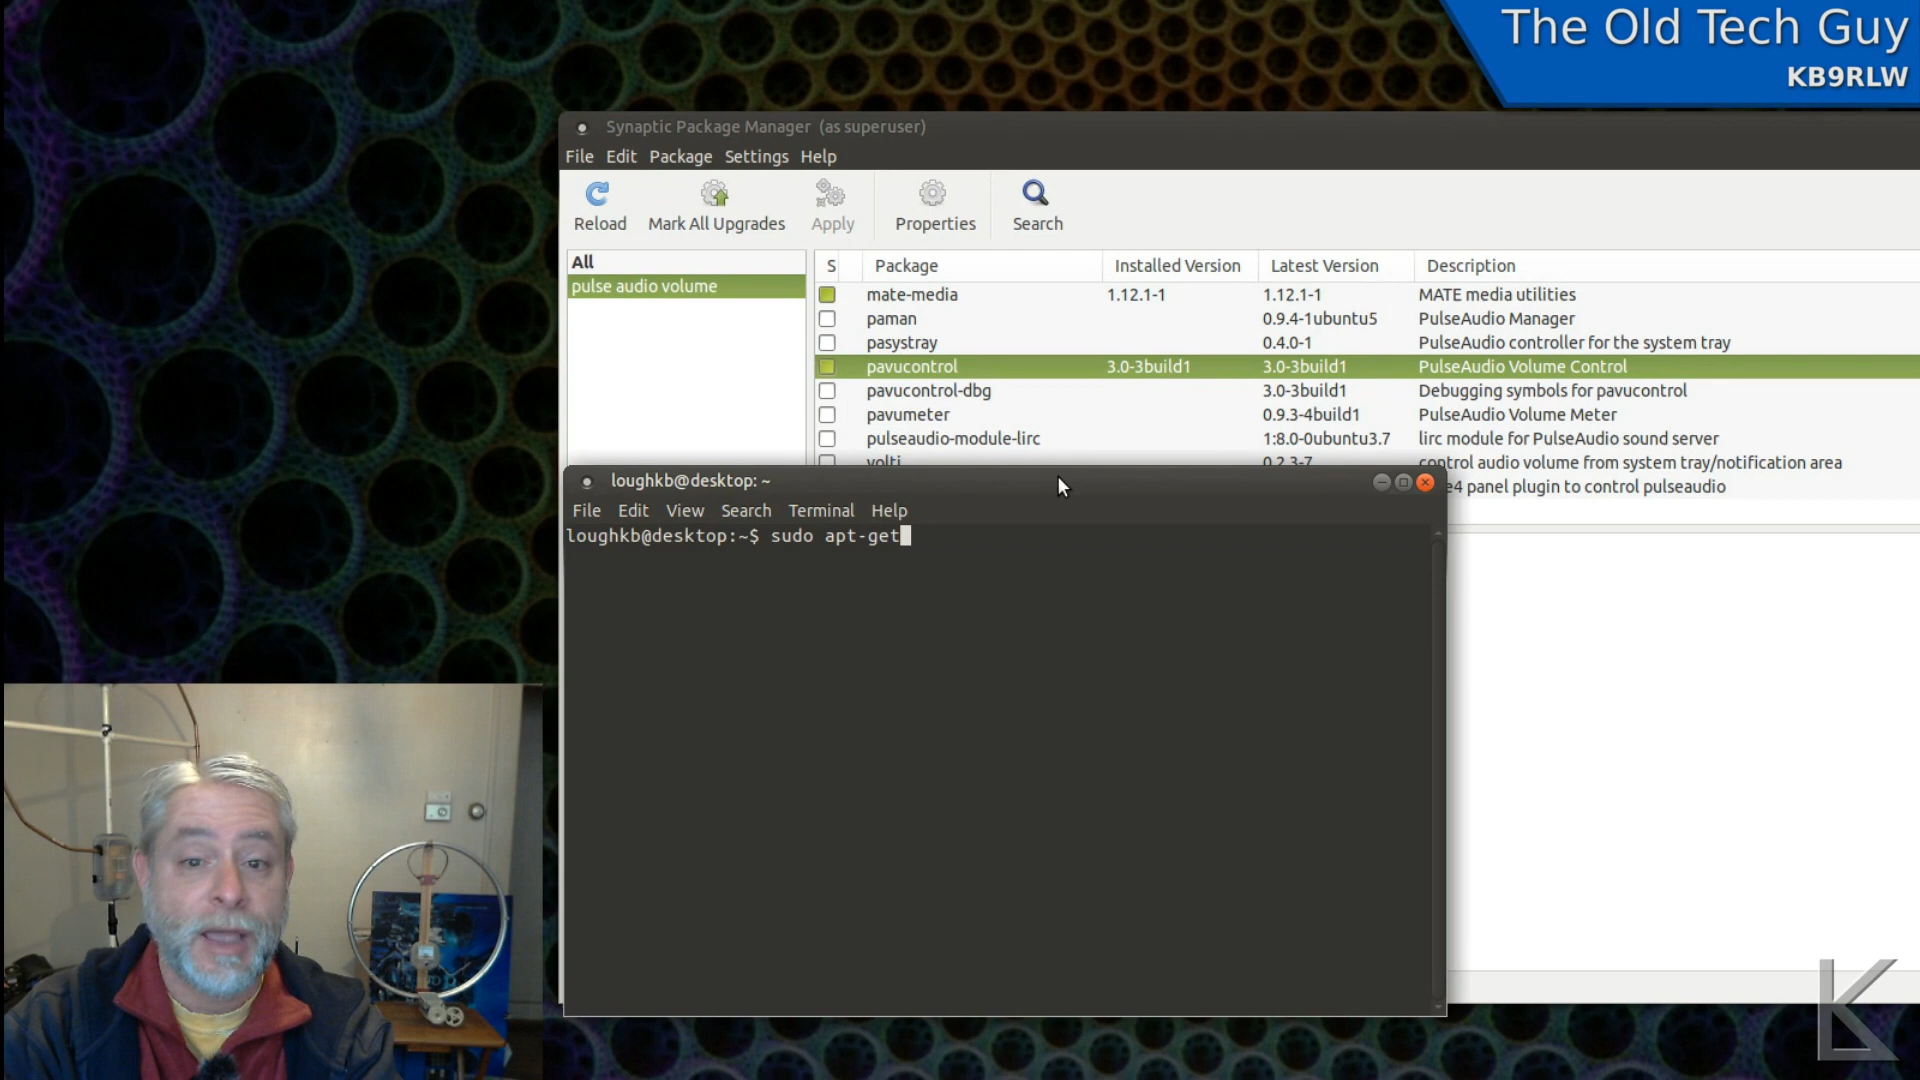 The Old Tech Guy
KB9RLW
Synaptic Package Manager (as superuser)
File Edit Package Settings Help
Reload Mark All Upgrades Apply Properties Search
All
pulse audio volume
S Package Installed Version Latest Version Description
mate-media 1.12.1-1 1.12.1-1 MATE media utilities
paman 0.9.4-1ubuntu5 PulseAudio Manager
pasystray 0.4.0-1 PulseAudio controller for the system tray
pavucontrol 3.0-3build1 3.0-3build1 PulseAudio Volume Control
pavucontrol-dbg 3.0-3build1 Debugging symbols for pavucontrol
pavumeter 0.9.3-4build1 PulseAudio Volume Meter
pulseaudio-module-lirc 1:8.0-0ubuntu3.7 lirc module for PulseAudio sound server
volti 0.2.3-7 control audio volume from system tray/notification area
e4 panel plugin to control pulseaudio
loughkb@desktop: ~
File Edit View Search Terminal Help
loughkb@desktop:~$ sudo apt-get
K